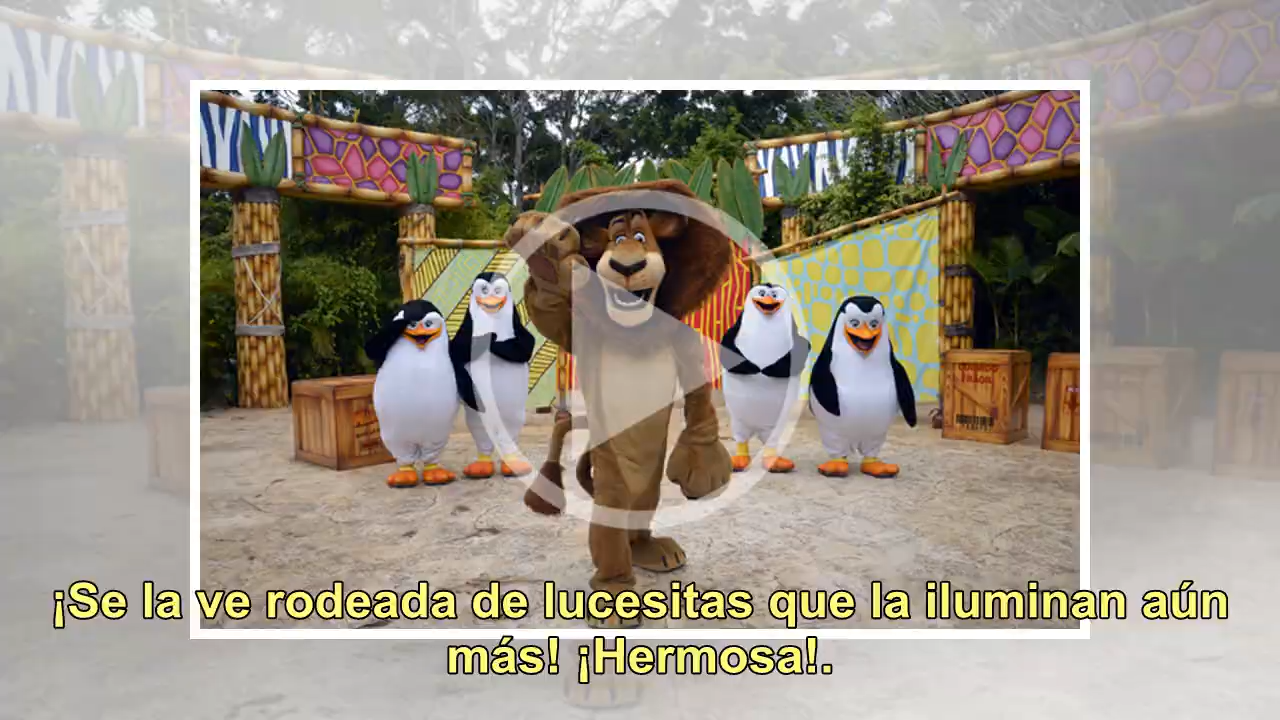 ¡Se la ve rodeada de lucesitas que la iluminan aún
más! ¡Hermosa!.